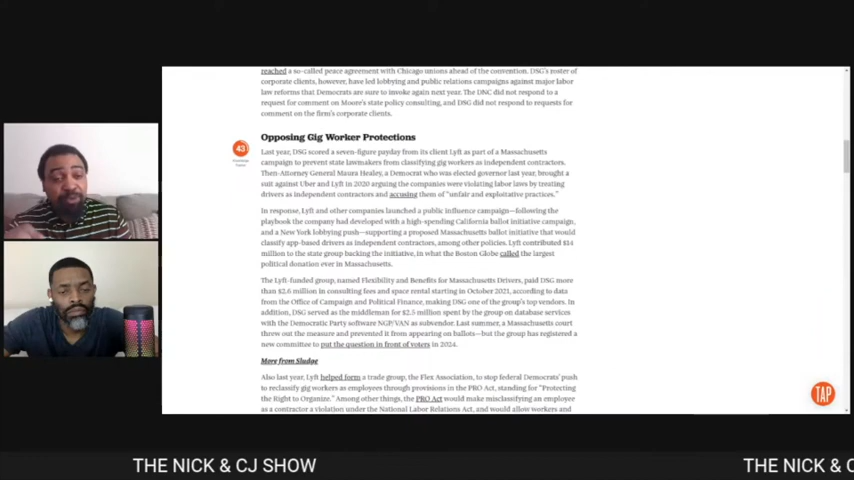 reached a so-called peace agreement with Chicago unions ahead of the convention. DSG's roster of
corporate clients, however, have led lobbying and public relations campaigns against major labor
law reforms that Democrats are sure to invoke again next year. The DNC did not respond to a
request for comment on Moore's state policy consulting, and DSG did not respond to requests for
comment on the firm's corporate clients.
43
Opposing Gig Worker Protections
Last year, DSG scored a seven-figure payday from its client Lyft as part of a Massachusetts
campaign to prevent state lawmakers from classifying gig workers as independent contractors.
Then-Attorney General Maura Healey, a Democrat who was elected governor last year, brought a
suit against Uber and Lyft in 2020 arguing the companies were violating labor laws by treating
drivers as independent contractors and accusing them of "unfair and exploitative practices."
In response, Lyft and other companies launched a public influence campaign—following the
playbook the company had developed with a high-spending California ballot initiative campaign,
and a New York lobbying push—supporting a proposed Massachusetts ballot initiative that would
classify app-based drivers as independent contractors, among other policies. Lyft contributed $14
million to the state group backing the initiative, in what the Boston Globe called the largest
political donation ever in Massachusetts.
The Lyft-funded group, named Flexibility and Benefits for Massachusetts Drivers, paid DSG more
than $2.6 million in consulting fees and space rental starting in October 2021, according to data
from the Office of Campaign and Political Finance, making DSG one of the group's top vendors. In
addition, DSG served as the middleman for $2.5 million spent by the group on database services
with the Democratic Party software NGP/VAN as subvendor. Last summer, a Massachusetts court
threw out the measure and prevented it from appearing on ballots—but the group has registered a
new committee to put the question in front of voters in 2024.
More from Sludge
Also last year, Lyft helped form a trade group, the Flex Association, to stop federal Democrats' push
to reclassify gig workers as employees through provisions in the PRO Act, standing for "Protecting
the Right to Organize." Among other things, the PRO Act would make misclassifying an employee
as a contractor a violation under the National Labor Relations Act, and would allow workers and
TAP
THE NICK & CJ SHOW
THE NICK & C